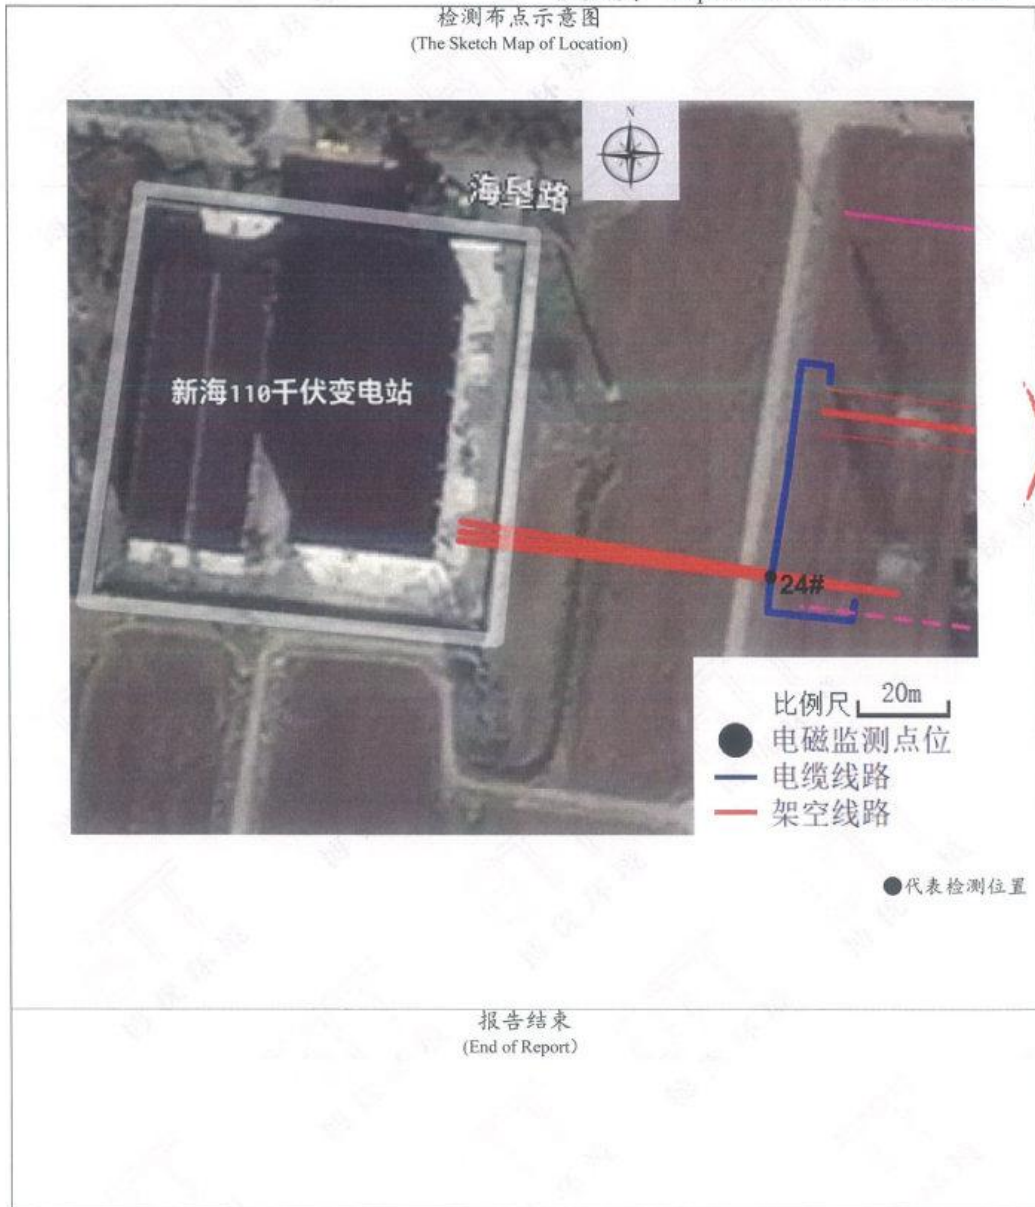 检测布点示意图
(The Sketch Map of Location)
N
海垦路
新海110千伏变电站
24#
比例尺 20m
电磁监测点位
电缆线路
架空线路
●代表检测位置
报告结束
(End of Report)